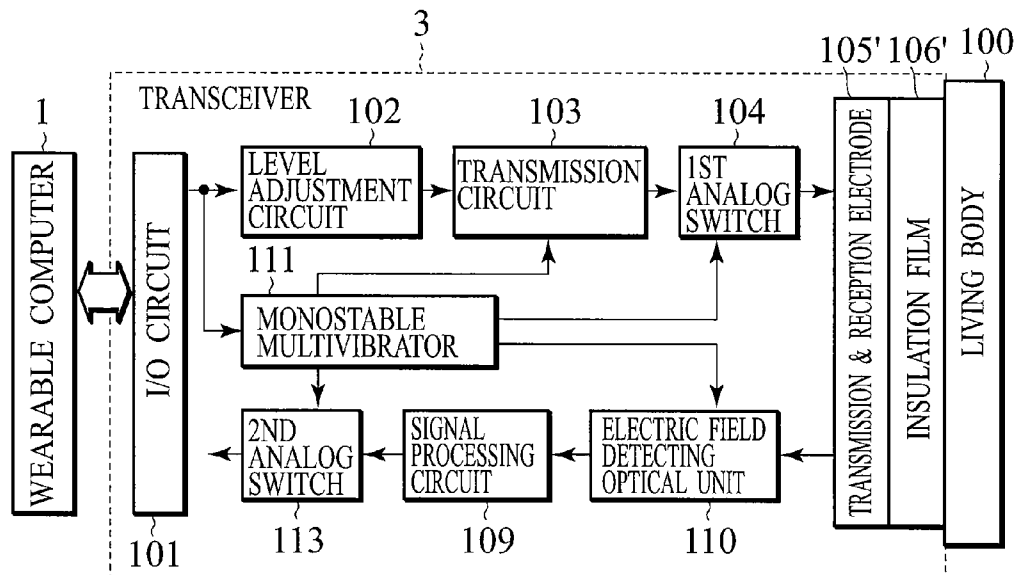 3
105' 106' 100
TRANSCEIVER
1
102
103
104
WEARABLE COMPUTER
I/O CIRCUIT
LEVEL
ADJUSTMENT
CIRCUIT
TRANSMISSION
CIRCUIT
1ST
ANALOG
SWITCH
TRANSMISSION & RECEPTION ELECTRODE
INSULATION FILM
LIVING BODY
111
MONOSTABLE
MULTIVIBRATOR
2ND
ANALOG
SWITCH
SIGNAL
PROCESSING
CIRCUIT
ELECTRIC FIELD
DETECTING
OPTICAL UNIT
101
113
109
110